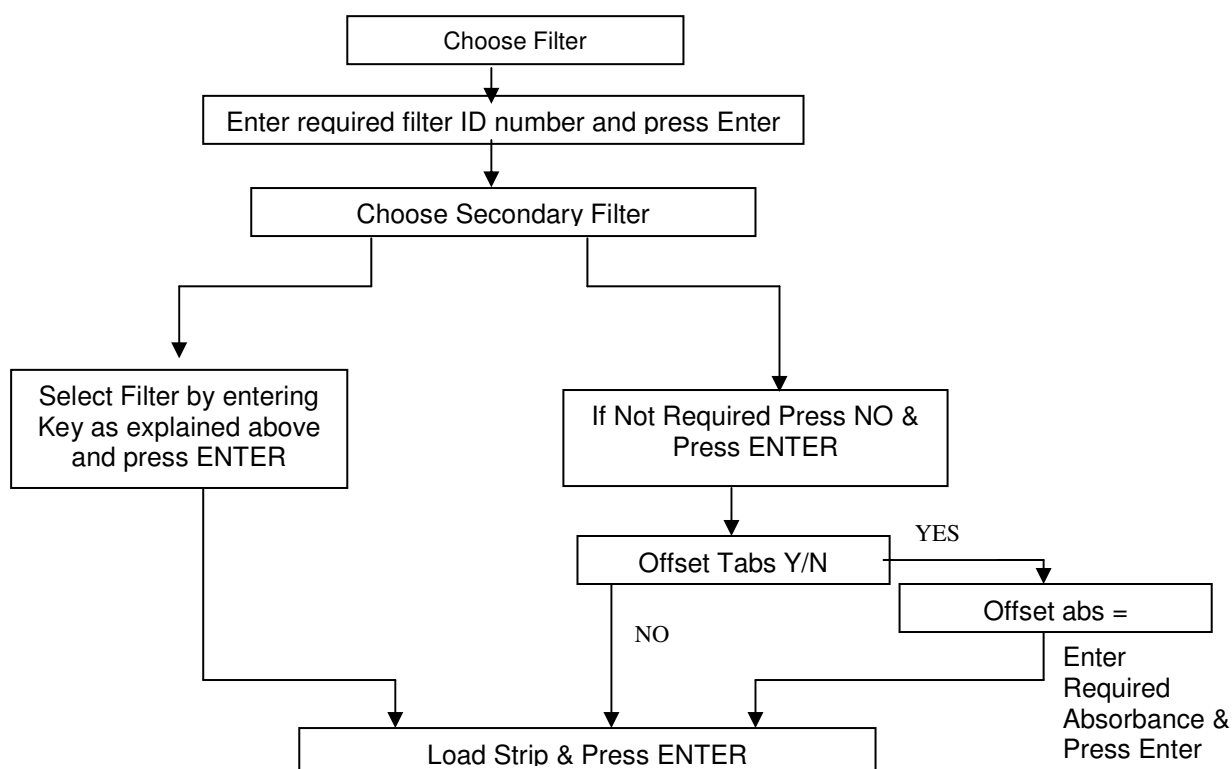 Choose Filter
Enter required filter ID number and press Enter
Choose Secondary Filter
Select Filter by entering
Key as explained above
and press ENTER
If Not Required Press NO &
Press ENTER
Offset Tabs Y/N
YES
Offset abs =
NO
Enter
Required
Absorbance &
Press Enter
Load Strip & Press ENTER